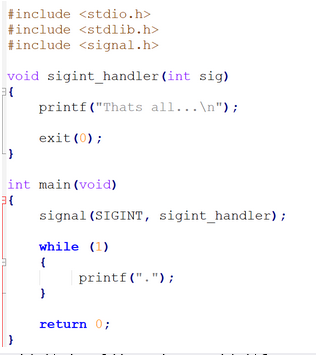 #include <stdio.h>
#include <stdlib.h>
#include <signal.h>
void sigint_handler(int sig)
{
printf("Thats all...\n");
exit(0);
}
int main(void)
{
signal(SIGINT, sigint_handler);
while (1)
{
printf(".");
}
return 0;
}